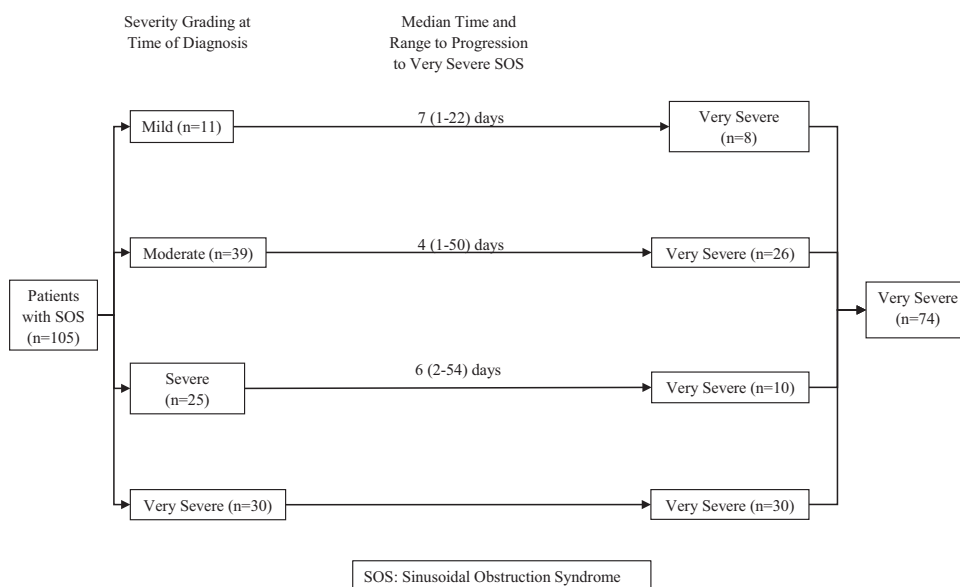 Severity Grading at
Time of Diagnosis
Median Time and
Range to Progression
to Very Severe SOS
Mild (n=11)
7 (1-22) days
Very Severe
(n=8)
Moderate (n=39)
4 (1-50) days
Very Severe (n=26)
Patients
with SOS
(n=105)
Very Severe
(n=74)
Severe
(n=25)
6 (2-54) days
Very Severe (n=10)
Very Severe (n=30)
Very Severe (n=30)
SOS: Sinusoidal Obstruction Syndrome